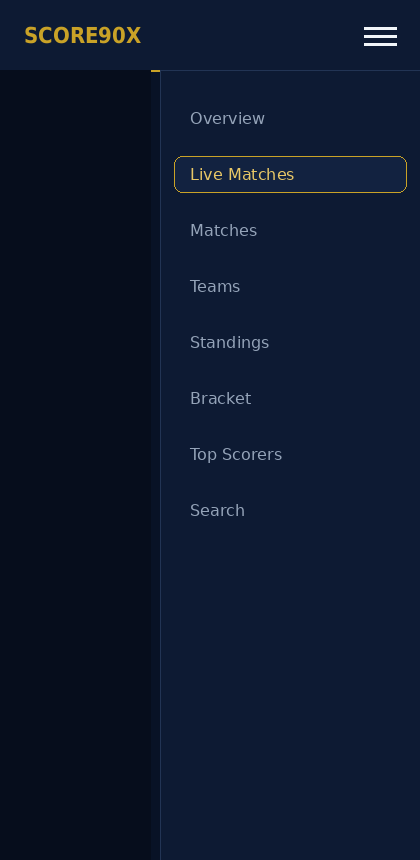 SCORE90X
Overview
Live Matches
Matches
Teams
Standings
Bracket
Top Scorers
Search